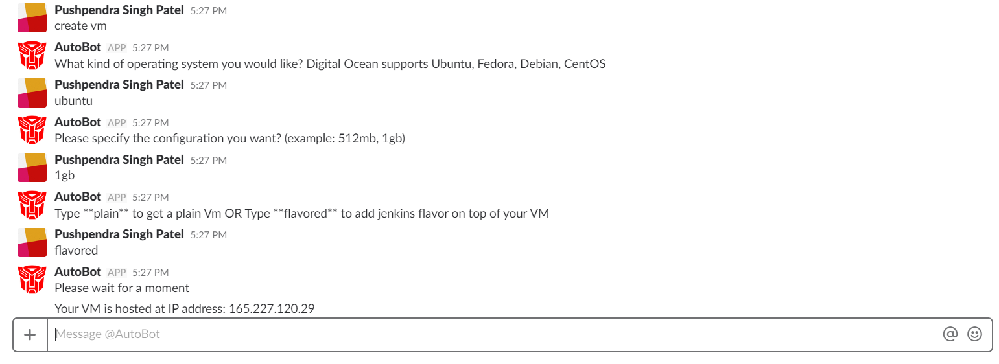 Pushpendra Singh Patel 5:27 PM
create vm
AutoBot APP 5:27 PM
What kind of operating system you would like? Digital Ocean supports Ubuntu, Fedora, Debian, CentOS
Pushpendra Singh Patel 5:27 PM
ubuntu
AutoBot APP 5:27 PM
Please specify the configuration you want? (example: 512mb, 1gb)
Pushpendra Singh Patel 5:27 PM
1gb
AutoBot APP 5:27 PM
Type **plain** to get a plain Vm OR Type **flavored** to add jenkins flavor on top of your VM
Pushpendra Singh Patel 5:27 PM
flavored
AutoBot APP 5:27 PM
Please wait for a moment
Your VM is hosted at IP address: 165.227.120.29
Message @AutoBot